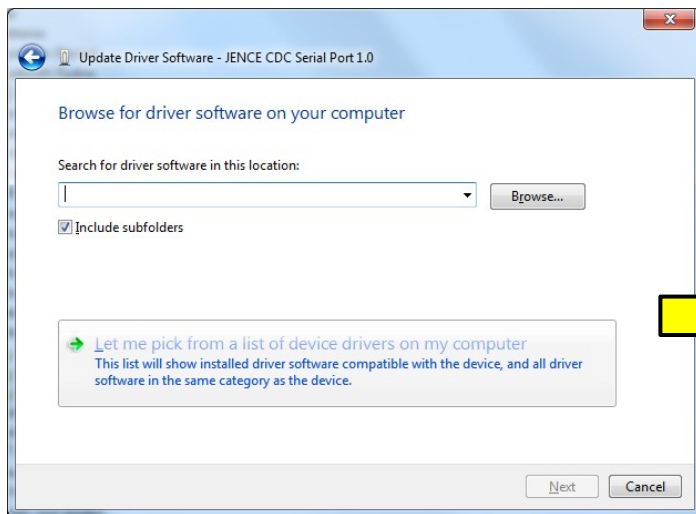 Update Driver Software - JENCE CDC Serial Port 1.0
Browse for driver software on your computer
Search for driver software in this location:
Browse...
Include subfolders
Let me pick from a list of device drivers on my computer
This list will show installed driver software compatible with the device, and all driver
software in the same category as the device.
Next
Cancel